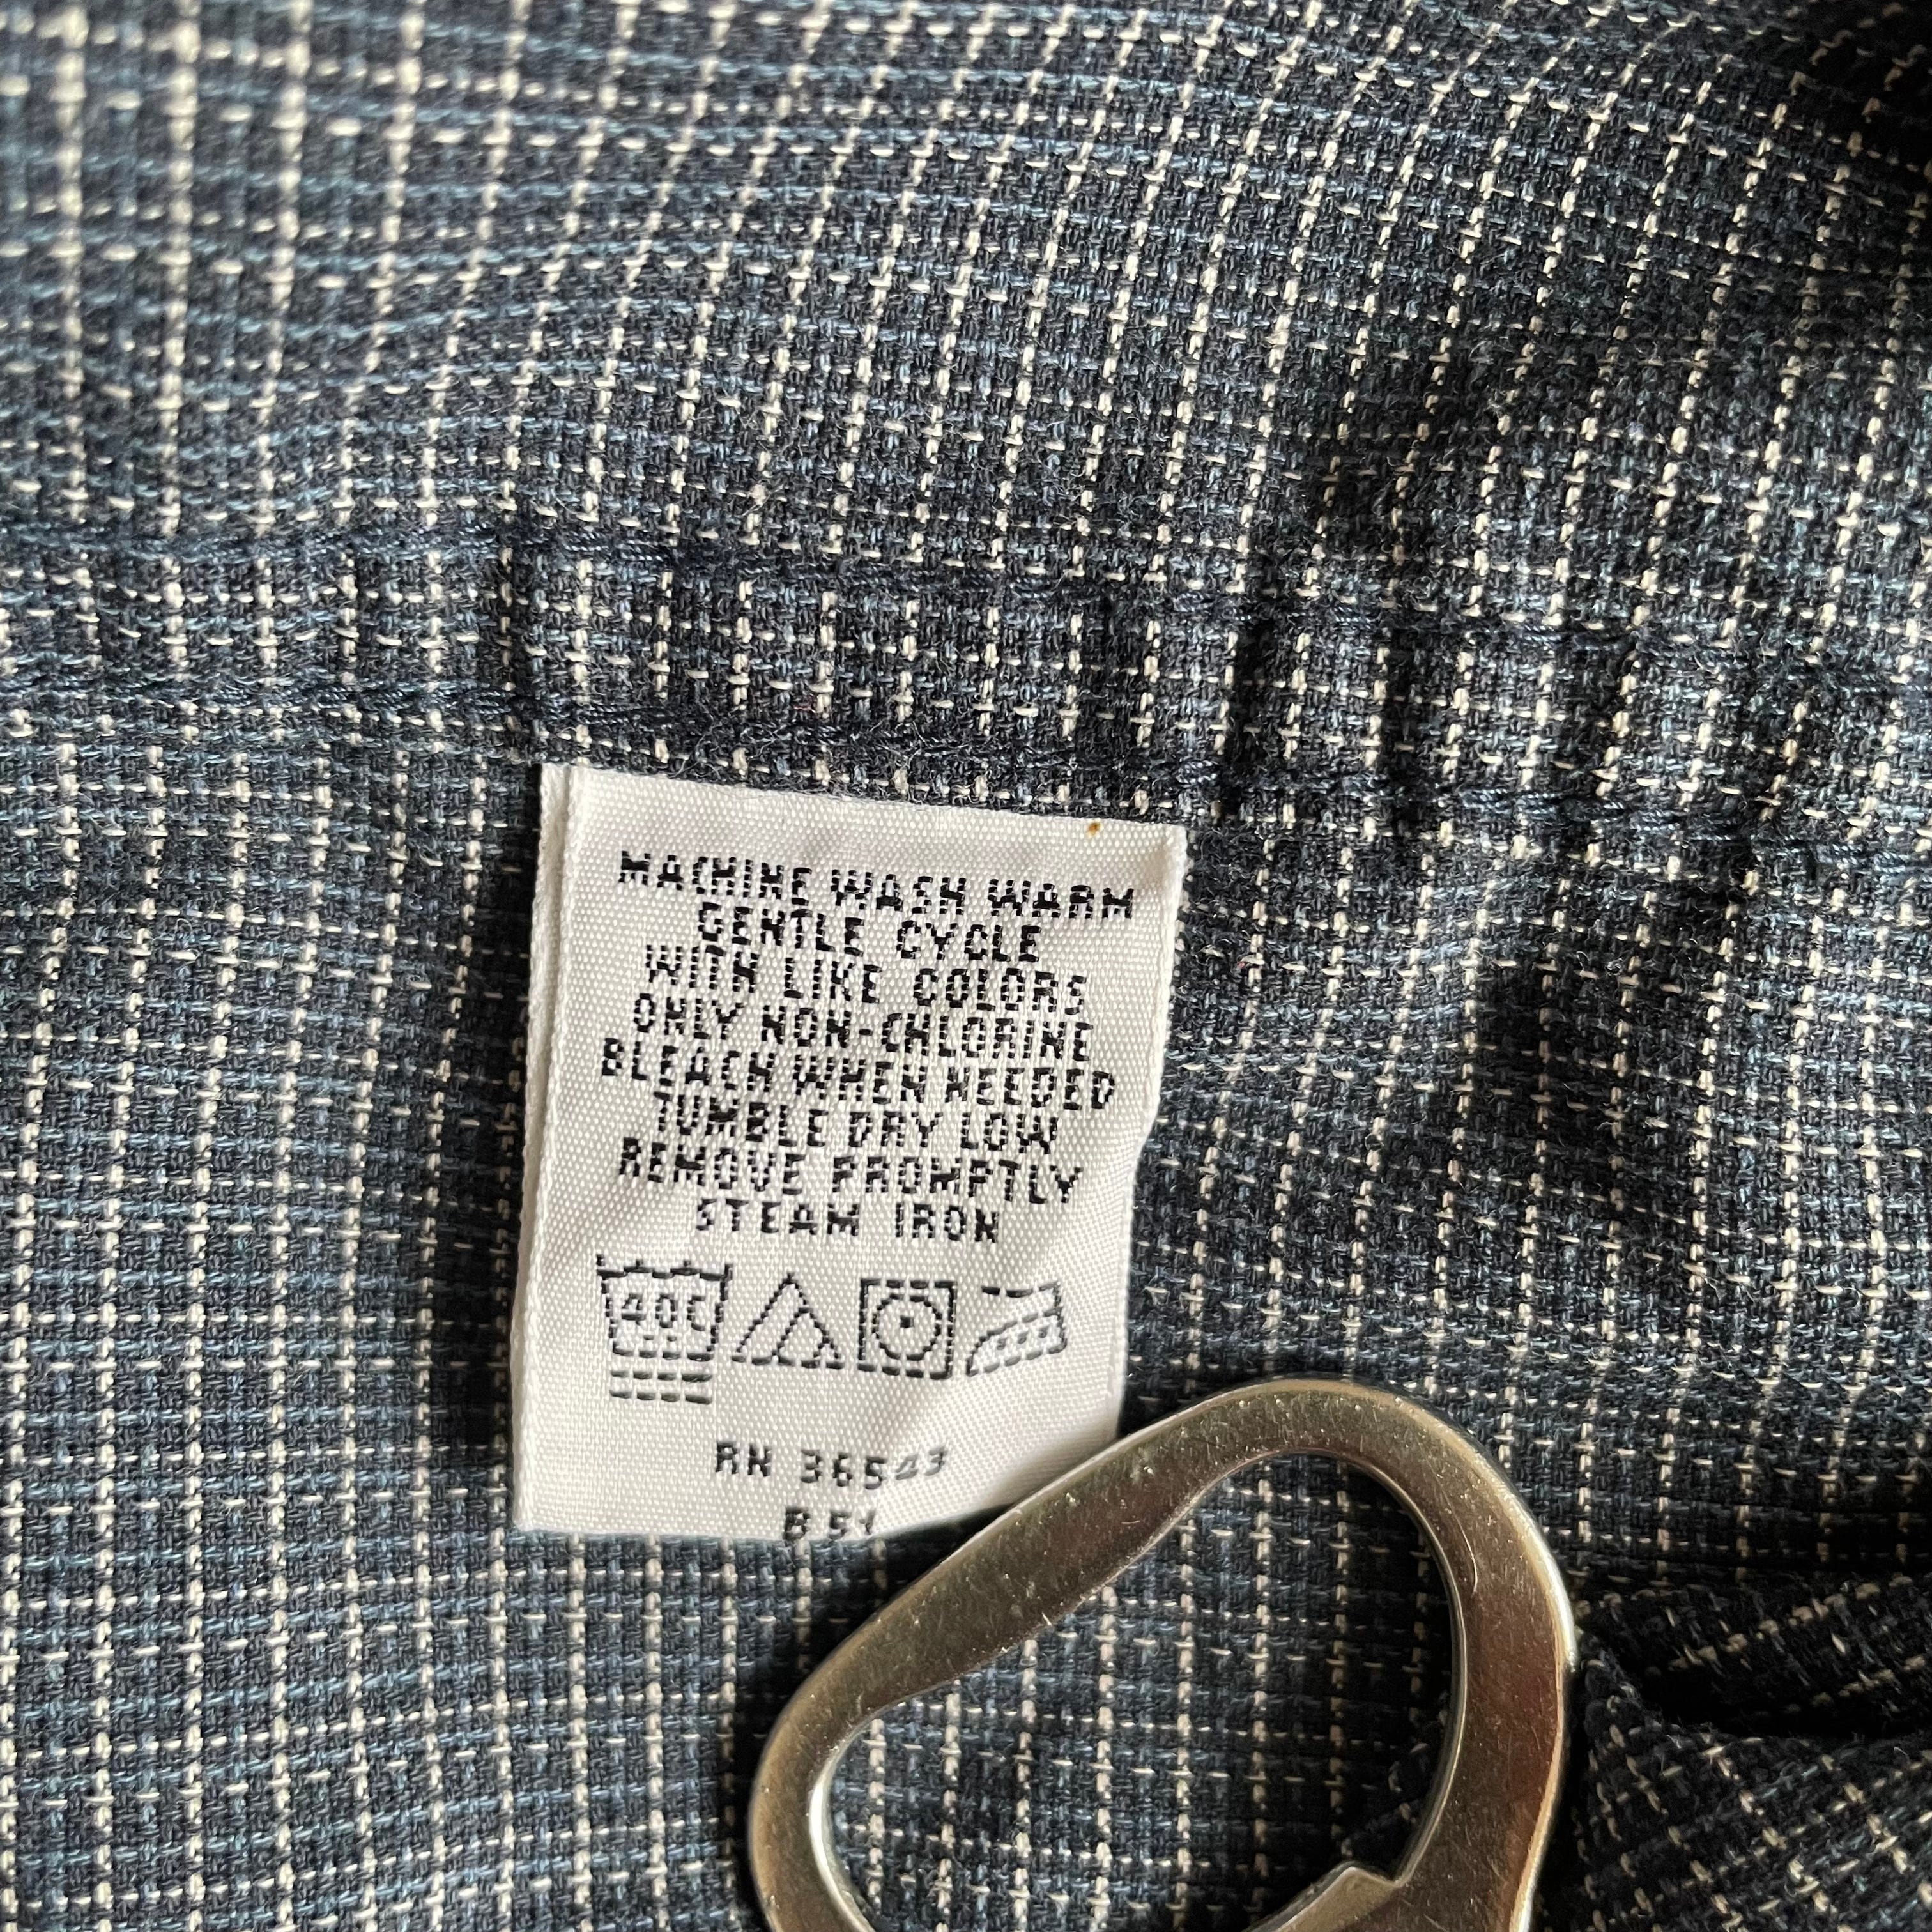 MACHINE WASH WARM
GENTLE CYCLE
WITH LIKE COLORS
ONLY NON-CHLORINE
BLEACH WHEN NEEDED
TUMBLE DRY LOW
REMOVE PROMPTLY
STEAM IRON
40C
RN 36543
B51